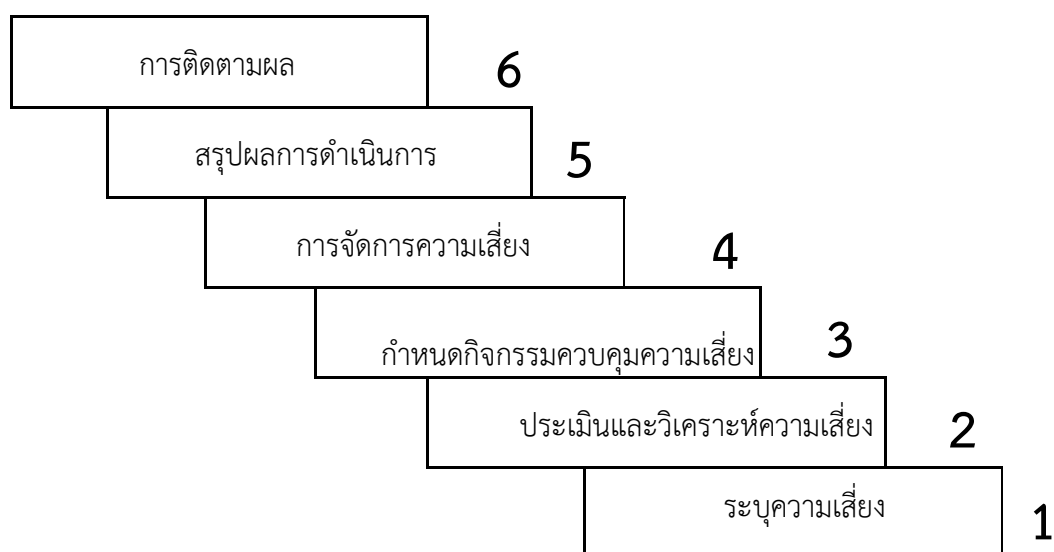 การติดตามผล 6
สรุปผลการดำเนินการ 5
การจัดการความเสี่ยง 4
กำหนดกิจกรรมควบคุมความเสี่ยง 3
ประเมินและวิเคราะห์ความเสี่ยง 2
ระบุความเสี่ยง 1